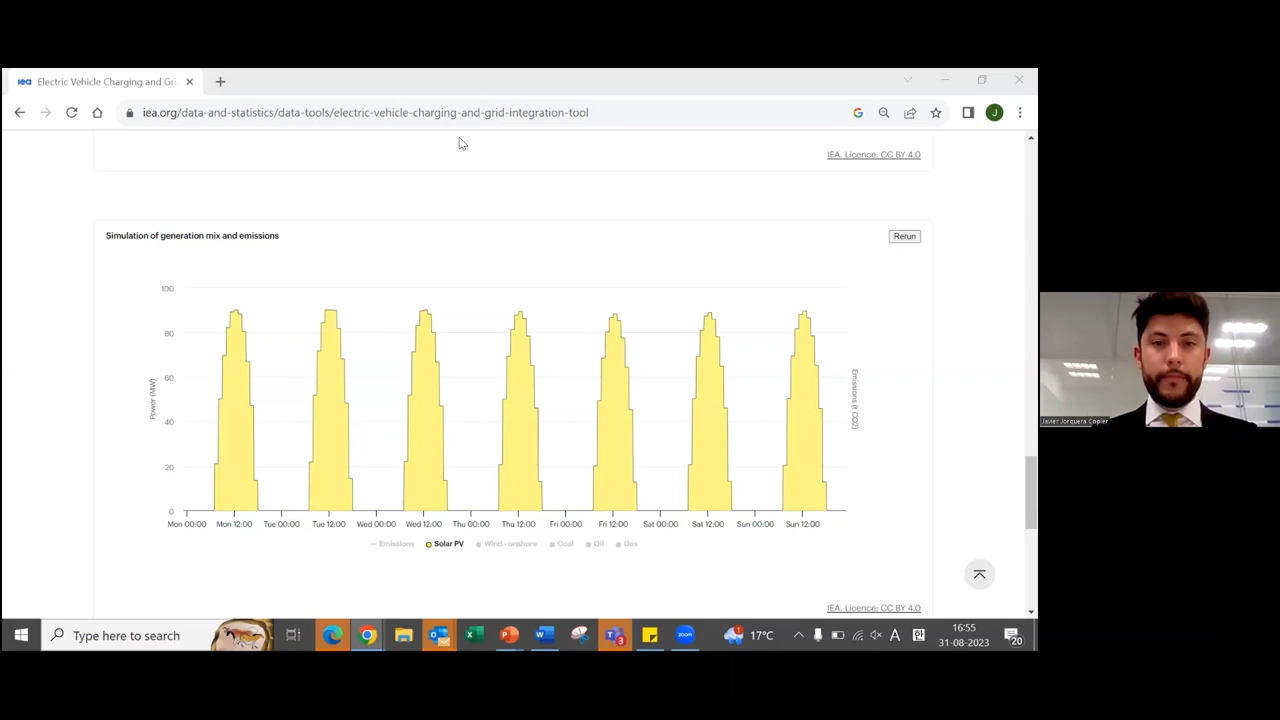 iea Electric Vehicle Charging and Gri
iea.org/data-and-statistics/data-tools/electric-vehicle-charging-and-grid-integration-tool
J
IEA. Licence: CC BY 4.0
Simulation of generation mix and emissions
Rerun
100
80
60
40
20
0
Power (MW)
Emissions (t CO2)
Mon 00:00 Mon 12:00 Tue 00:00 Tue 12:00 Wed 00:00 Wed 12:00 Thu 00:00 Thu 12:00 Fri 00:00 Fri 12:00 Sat 00:00 Sat 12:00 Sun 00:00 Sun 12:00
Emissions Solar PV Wind - onshore Coal Oil Gas
IEA. Licence: CC BY 4.0
Javier Jorquera Copier
Type here to search
zoom
3
17°C
A
한
16:55
31-08-2023
20